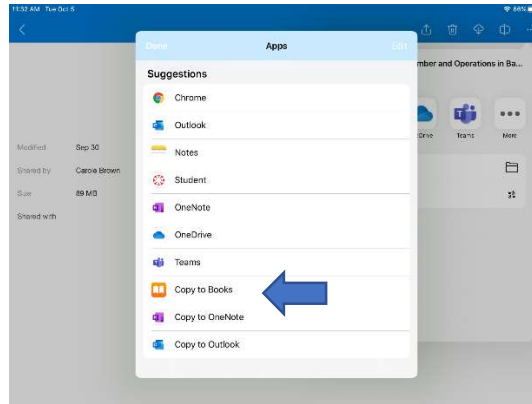 11:32 AM Tue Oct 5
86%
Done
Apps
Edit
Suggestions
mber and Operations in Ba...
Chrome
Outlook
Notes
Student
OneNote
OneDrive
Teams
Copy to Books
Copy to OneNote
Copy to Outlook
Drive
Teams
More
Modified Sep 30
Shared by Carole Brown
Size 89 MB
Shared with